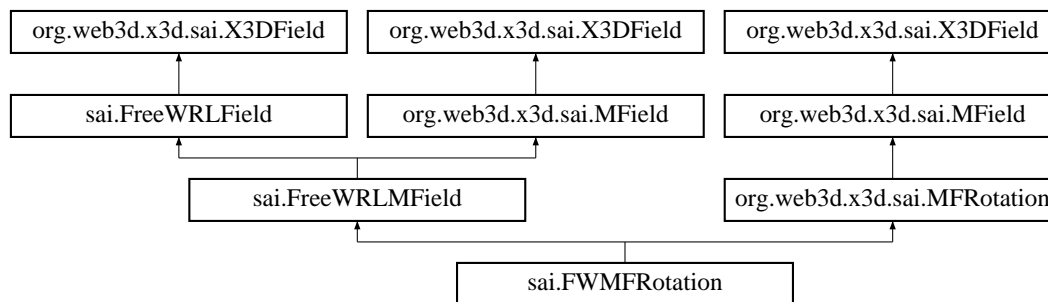 org.web3d.x3d.sai.X3DField org.web3d.x3d.sai.X3DField org.web3d.x3d.sai.X3DField
sai.FreeWRLField org.web3d.x3d.sai.MField org.web3d.x3d.sai.MField
sai.FreeWRLMField org.web3d.x3d.sai.MFRotation
sai.FWMFRotation